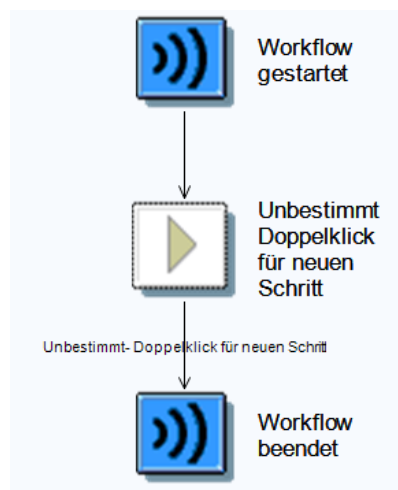 Workflow
gestartet
Unbestimmt
Doppelklick
für neuen
Schritt
Unbestimmt- Doppelklick für neuen Schritt
Workflow
beendet